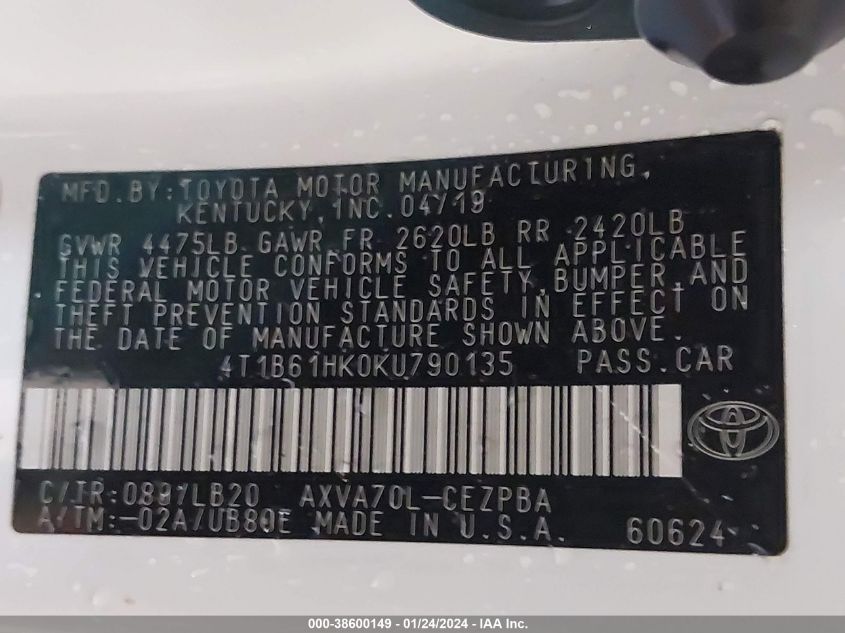 MFD. BY: TOYOTA MOTOR MANUFACTURING,
KENTUCKY, INC. 04/19
GVWR 4475LB GAWR FR 2620LB RR 2420LB
THIS VEHICLE CONFORMS TO ALL APPLICABLE
FEDERAL MOTOR VEHICLE SAFETY, BUMPER, AND
THEFT PREVENTION STANDARDS IN EFFECT ON
THE DATE OF MANUFACTURE SHOWN ABOVE.
4T1B61HK0KU790135 PASS. CAR
C/TR: 089/LB20 AXVA70L-CEZPBA
A/TM: -02A/UB80E MADE IN U.S.A. 60624
000-38600149 - 01/24/2024 - IAA Inc.